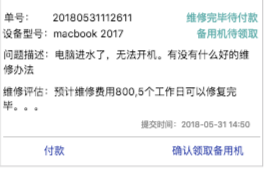 单号： 20180531112611 维修完毕待付款
设备型号：macbook 2017 备用机待领取
问题描述：电脑进水了，无法开机。有没有什么好的维
修办法
维修评估：预计维修费用800,5个工作日可以修复完
毕。。。
提交时间：2018-05-31 14:50
付款 确认领取备用机